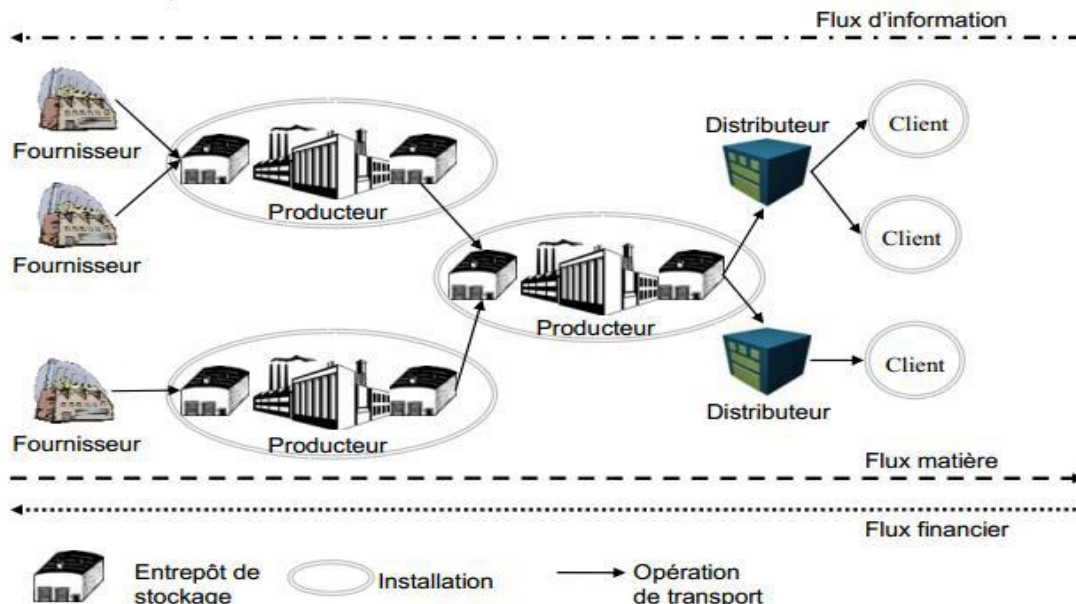 Flux d'information
Fournisseur
Fournisseur
Fournisseur
Producteur
Producteur
Producteur
Distributeur
Distributeur
Client
Client
Client
Flux matière
Flux financier
Entrepôt de
stockage
Installation
Opération
de transport